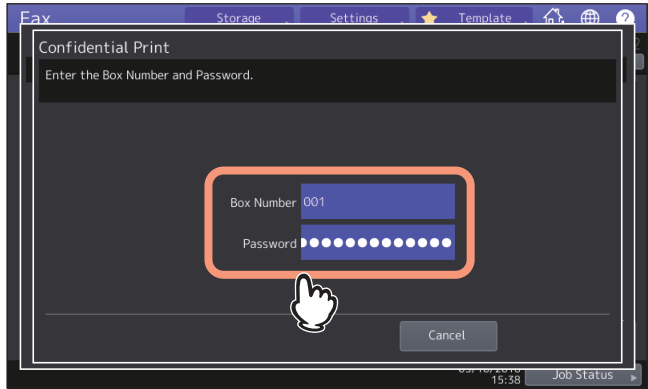 Fax Storage Settings Template ?
Confidential Print
Enter the Box Number and Password.
Box Number 001
Password
Cancel
15:38 Job Status